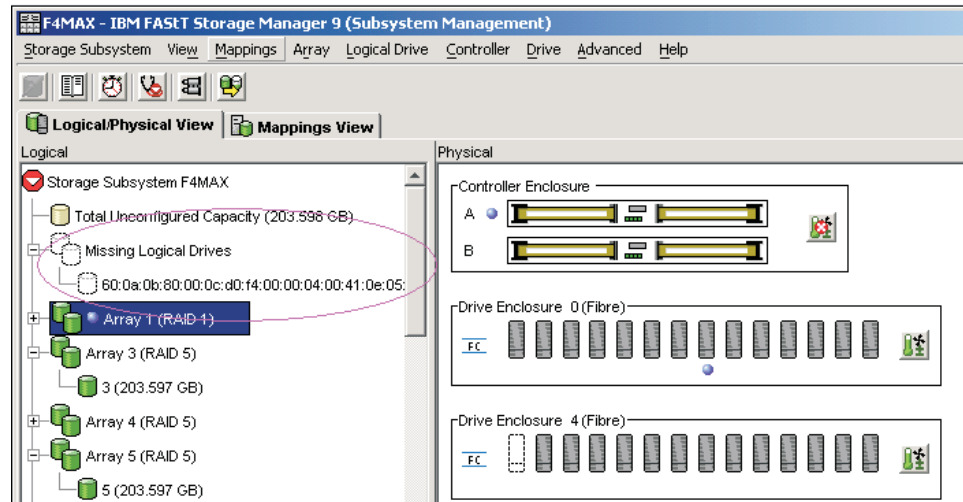 F4MAX - IBM FAStT Storage Manager 9 (Subsystem Management)
Storage Subsystem View Mappings Array Logical Drive Controller Drive Advanced Help
Logical/Physical View Mappings View
Logical
Storage Subsystem F4MAX
Total Unconfigured Capacity (203.598 GB)
Missing Logical Drives
60:0a:0b:80:00:0c:d0:f4:00:00:04:00:41:0e:05:
Array 1 (RAID 1)
Array 3 (RAID 5)
3 (203.597 GB)
Array 4 (RAID 5)
Array 5 (RAID 5)
5 (203.597 GB)
Physical
Controller Enclosure
A
B
Drive Enclosure 0 (Fibre)
FC
Drive Enclosure 4 (Fibre)
FC